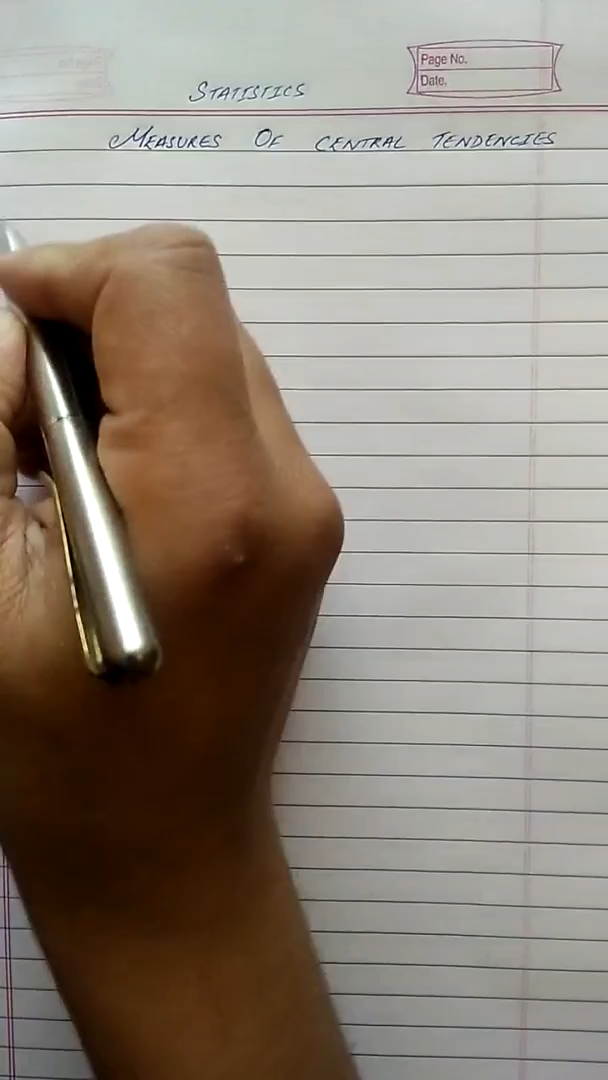 Page No.
Date.
STATISTICS
MEASURES OF CENTRAL TENDENCIES